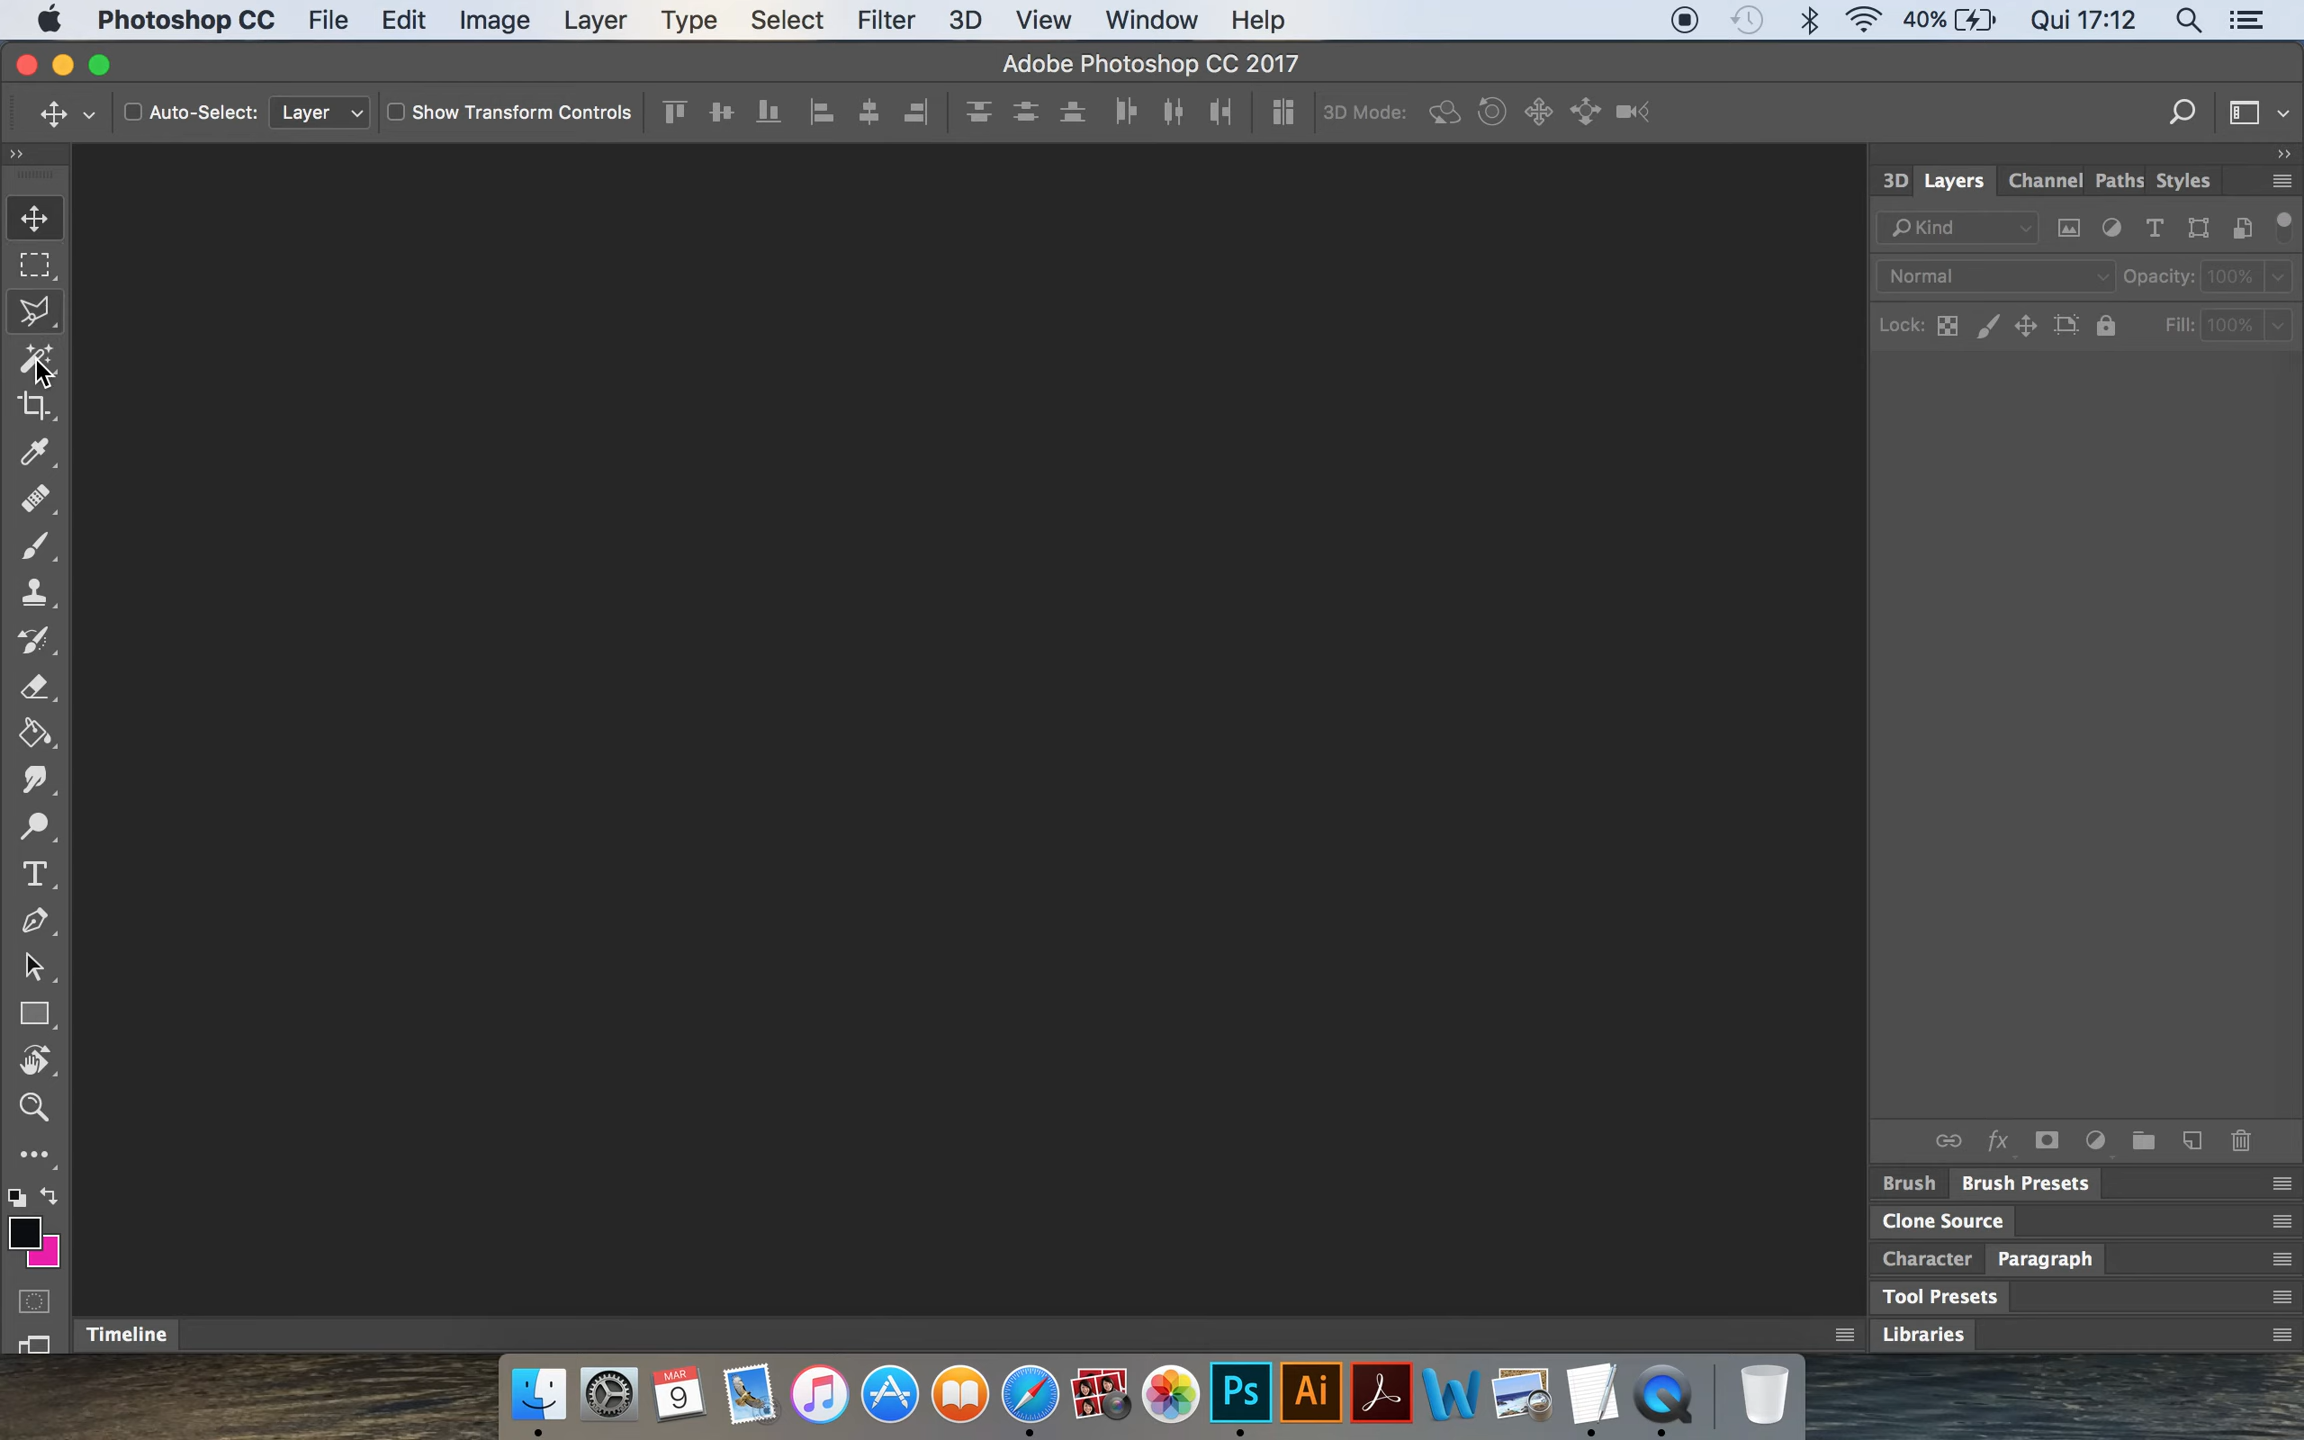 Photoshop CC File Edit Image Layer Type Select Filter 3D View Window Help 40% Qui 17:12
Adobe Photoshop CC 2017
Auto-Select: Layer Show Transform Controls 3D Mode:
3D Layers Channel Paths Styles
Kind T
Normal Opacity: 100%
Lock: Fill: 100%
T
fx
Brush Brush Presets
Clone Source
Character Paragraph
Tool Presets
Timeline
Libraries
MAR
9
Ps Ai W